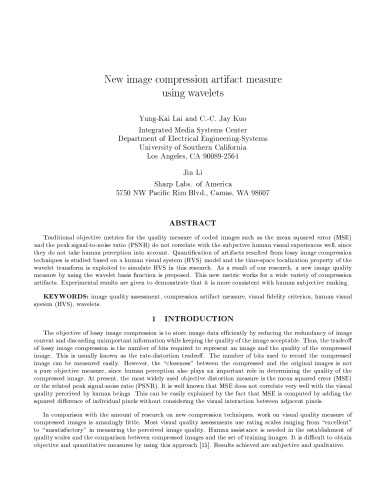 New image compression artifact measure
using wavelets
Yung-Kai Lai and C.-C. Jay Kuo
Integrated Media Systems Center
Department of Electrical Engineering-Systems
University of Southern California
Los Angeles, CA 90089-2564
Jin Li
Sharp Labs. of America
5750 NW Pacific Rim Blvd., Camas, WA 98607
ABSTRACT
Traditional objective metrics for the quality measure of coded images such as the mean squared error (MSE)
and the peak signal-to-noise ratio (PSNR) do not correlate with the subjective human visual experiences well, since
they do not take human perception into account. Quantification of artifacts resulted from lossy image compression
techniques is studied based on a human visual system (HVS) model and the time-space localization property of the
wavelet transform is exploited to simulate HVS in this research. As a result of our research, a new image quality
measure by using the wavelet basis function is proposed. This new metric works for a wide variety of compression
artifacts. Experimental results are given to demonstrate that it is more consistent with human subjective ranking.
KEYWORDS: image quality assessment, compression artifact measure, visual fidelity criterion, human visual
system (HVS), wavelets.
1 INTRODUCTION
The objective of lossy image compression is to store image data efficiently by reducing the redundancy of image
content and discarding unimportant information while keeping the quality of the image acceptable. Thus, the tradeoff
of lossy image compression is the number of bits required to represent an image and the quality of the compressed
image. This is usually known as the rate-distortion tradeoff. The number of bits used to record the compressed
image can be measured easily. However, the "closeness" between the compressed and the original images is not
a pure objective measure, since human perception also plays an important role in determining the quality of the
compressed image. At present, the most widely used objective distortion measure is the mean squared error (MSE)
or the related peak signal-noise ratio (PSNR). It is well known that MSE does not correlate very well with the visual
quality perceived by human beings. This can be easily explained by the fact that MSE is computed by adding the
squared difference of individual pixels without considering the visual interaction between adjacent pixels.
In comparison with the amount of research on new compression techniques, work on visual quality measure of
compressed images is amazingly little. Most visual quality assessments use rating scales ranging from "excellent"
to "unsatisfactory" in measuring the perceived image quality. Human assistance is needed in the establishment of
quality scales and the comparison between compressed images and the set of training images. It is difficult to obtain
objective and quantitative measures by using this approach [15]. Results achieved are subjective and qualitative.